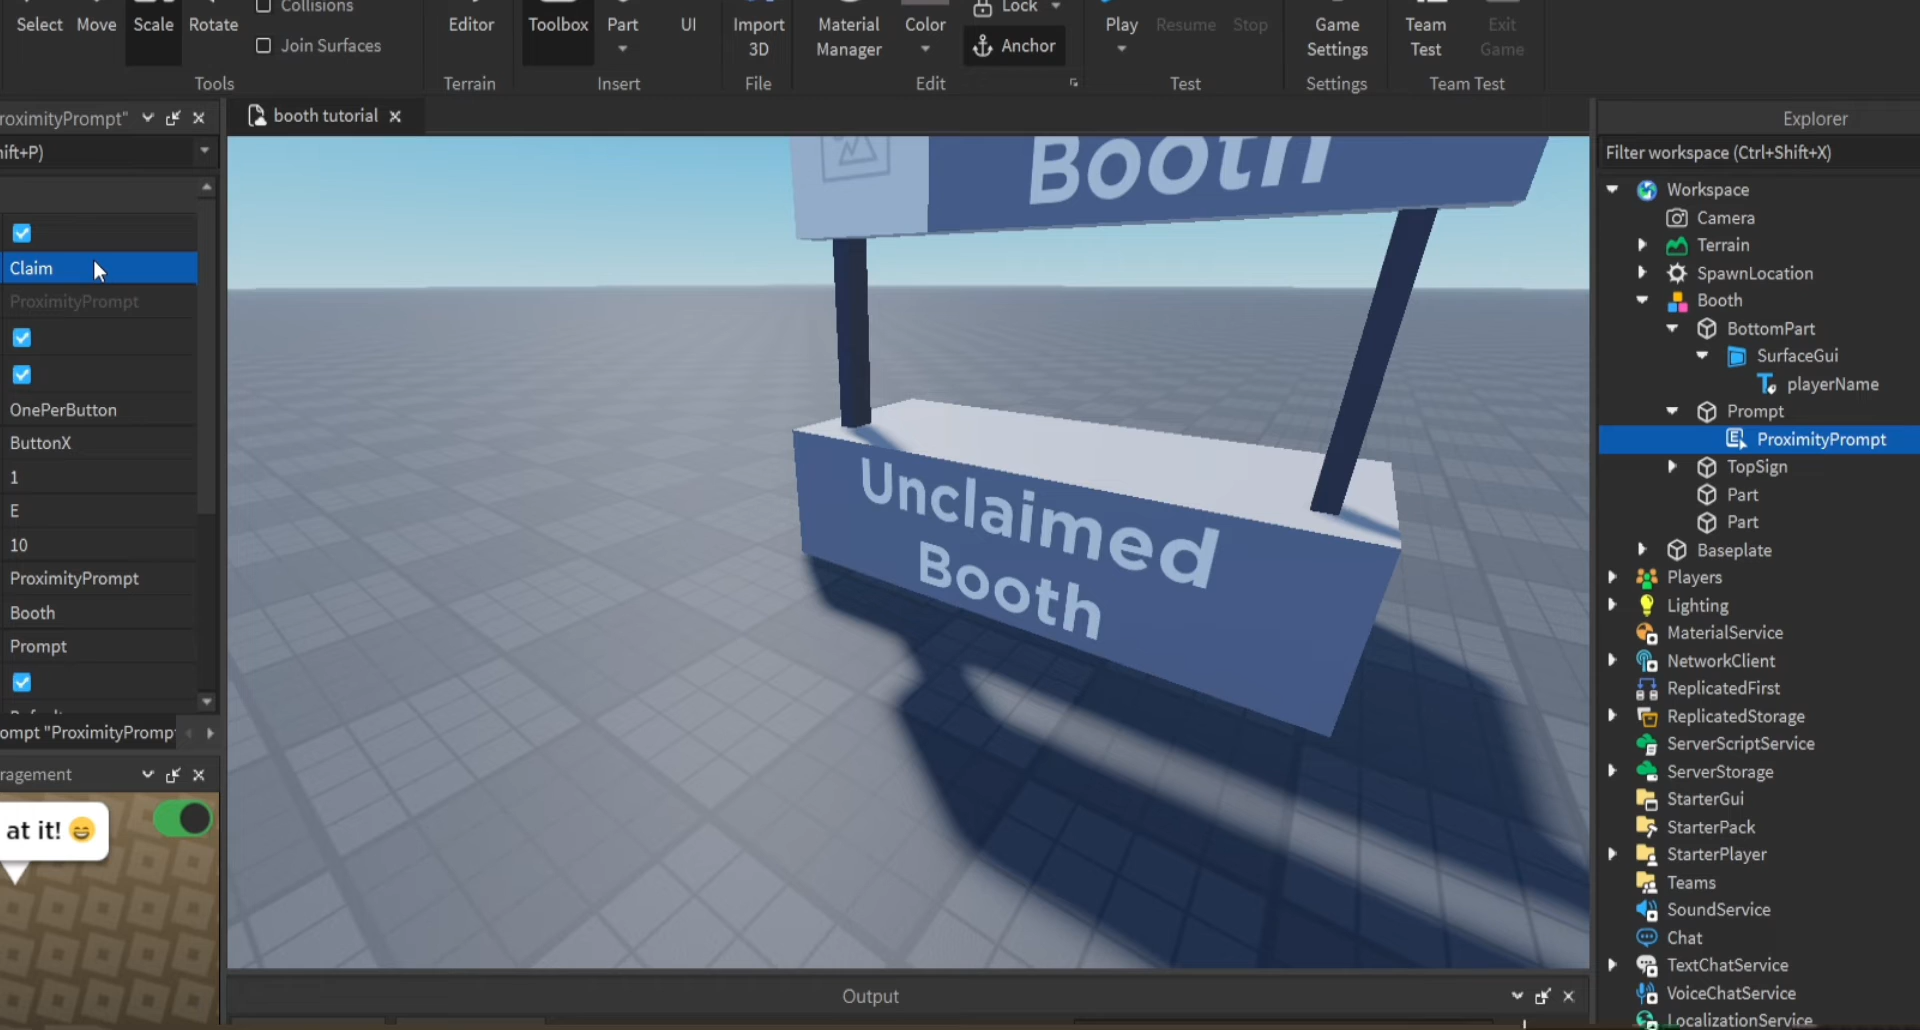 Select Move Scale Rotate
Collisions
Join Surfaces
Tools
Editor
Terrain
Toolbox Part UI
Insert
Import
3D
File
Material
Manager
Color
Lock
Anchor
Edit
Play Resume Stop
Test
Game
Settings
Settings
Team
Test
Exit
Game
Team Test
roximityPrompt"
ift+P)
Claim
ProximityPrompt
OnePerButton
ButtonX
1
E
10
ProximityPrompt
Booth
Prompt
ompt "ProximityPromp
ragement
at it! 😄
booth tutorial
Booth
Unclaimed
Booth
Output
Explorer
Filter workspace (Ctrl+Shift+X)
Workspace
Camera
Terrain
SpawnLocation
Booth
BottomPart
SurfaceGui
playerName
Prompt
ProximityPrompt
TopSign
Part
Part
Baseplate
Players
Lighting
MaterialService
NetworkClient
ReplicatedFirst
ReplicatedStorage
ServerScriptService
ServerStorage
StarterGui
StarterPack
StarterPlayer
Teams
SoundService
Chat
TextChatService
VoiceChatService
LocalizationService